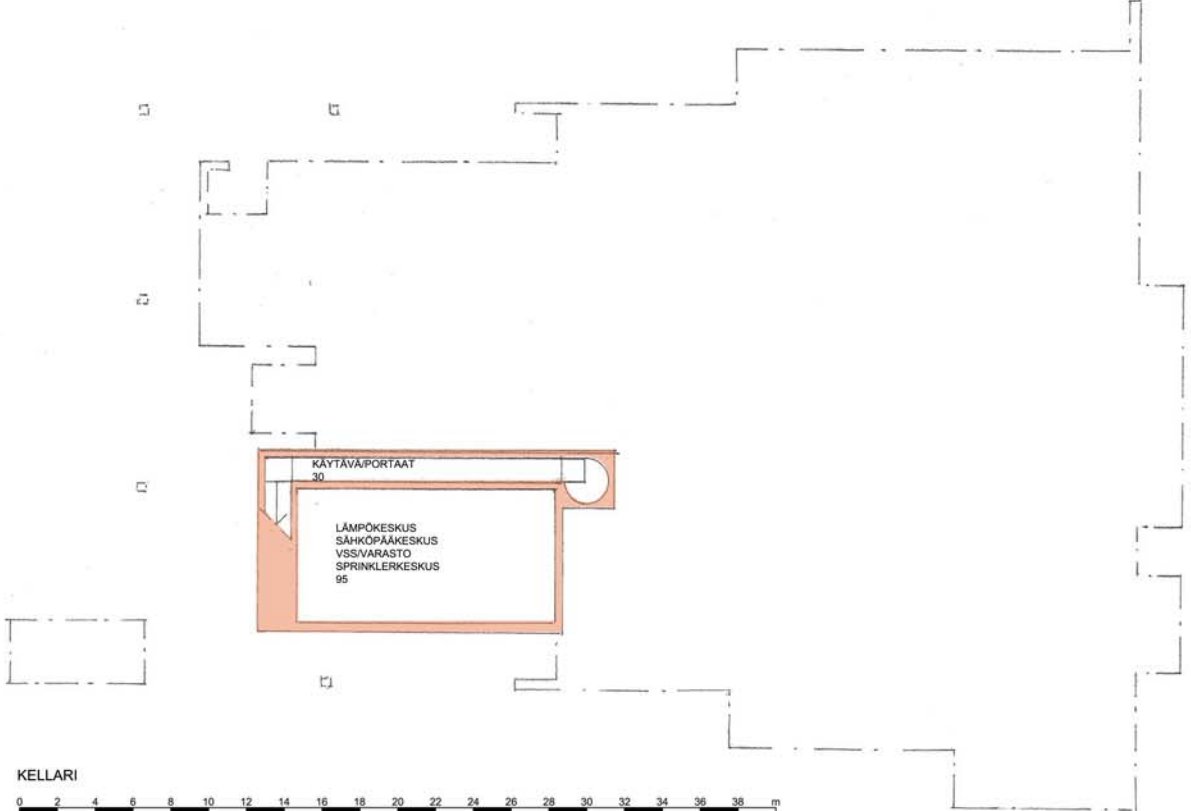 KÄYTÄVÄ/PORTAAT
30
LÄMPÖKESKUS
SÄHKÖPÄÄKESKUS
VSS/VARASTO
SPRINKLERKESKUS
95
KELLARI
0 2 4 6 8 10 12 14 16 18 20 22 24 26 28 30 32 34 36 38 m